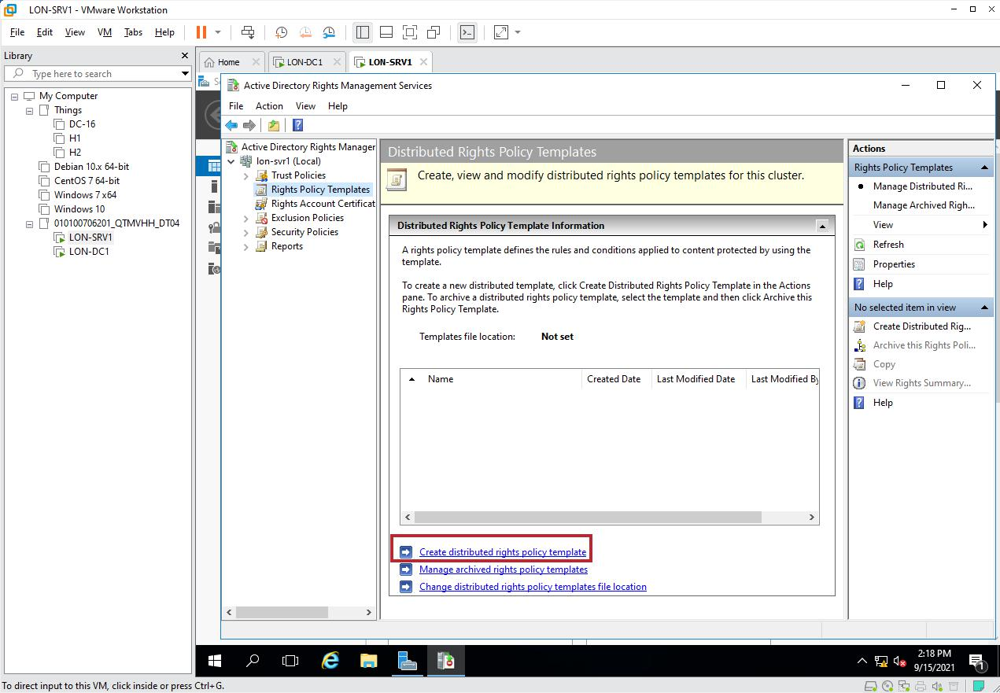 LON-SRV1 - VMware Workstation
File Edit View VM Tabs Help
Library
Type here to search
My Computer
Things
DC-16
H1
H2
Debian 10.x 64-bit
CentOS 7 64-bit
Windows 7 x64
Windows 10
010100706201_QTMVHH_DT04
LON-SRV1
LON-DC1
Home LON-DC1 LON-SRV1
Active Directory Rights Management Services
File Action View Help
Active Directory Rights Manager
lon-svr1 (Local)
Trust Policies
Rights Policy Templates
Rights Account Certificat
Exclusion Policies
Security Policies
Reports
Distributed Rights Policy Templates
Create, view and modify distributed rights policy templates for this cluster.
Distributed Rights Policy Template Information
A rights policy template defines the rules and conditions applied to content protected by using the
template.
To create a new distributed template, click Create Distributed Rights Policy Template in the Actions
pane. To archive a distributed rights policy template, select the template and then click Archive this
Rights Policy Template.
Templates file location: Not set
Name Created Date Last Modified Date Last Modified By
Create distributed rights policy template
Manage archived rights policy templates
Change distributed rights policy templates file location
Actions
Rights Policy Templates
Manage Distributed Ri...
Manage Archived Righ...
View
Refresh
Properties
Help
No selected item in view
Create Distributed Rig...
Archive this Rights Poli...
Copy
View Rights Summary...
Help
2:18 PM
9/15/2021
1
To direct input to this VM, click inside or press Ctrl+G.